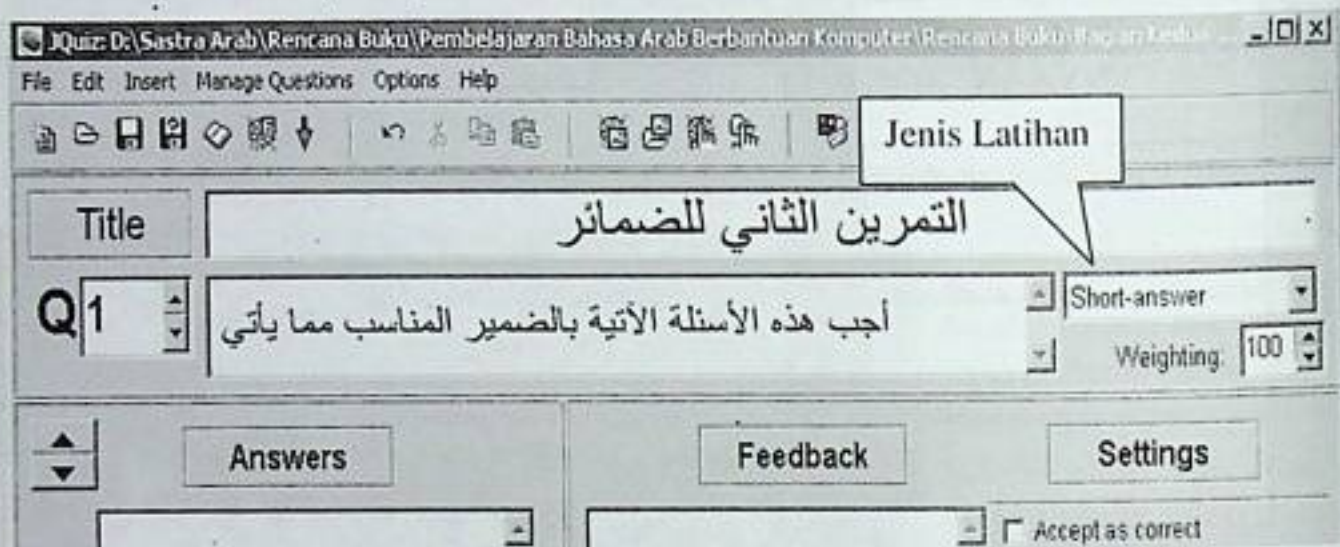 JQuiz: D:\Sastra Arab\Rencana Buku\Pembelajaran Bahasa Arab Berbantuan Komputer\Rencana Buku Bagian Kedua ...
File Edit Insert Manage Questions Options Help
Jenis Latihan
Title
التمرين الثاني للضمائر
Q 1
أجب هذه الأسئلة الآتية بالضمير المناسب مما يأتي
Short-answer
Weighting: 100
Answers
Feedback
Settings
Accept as correct